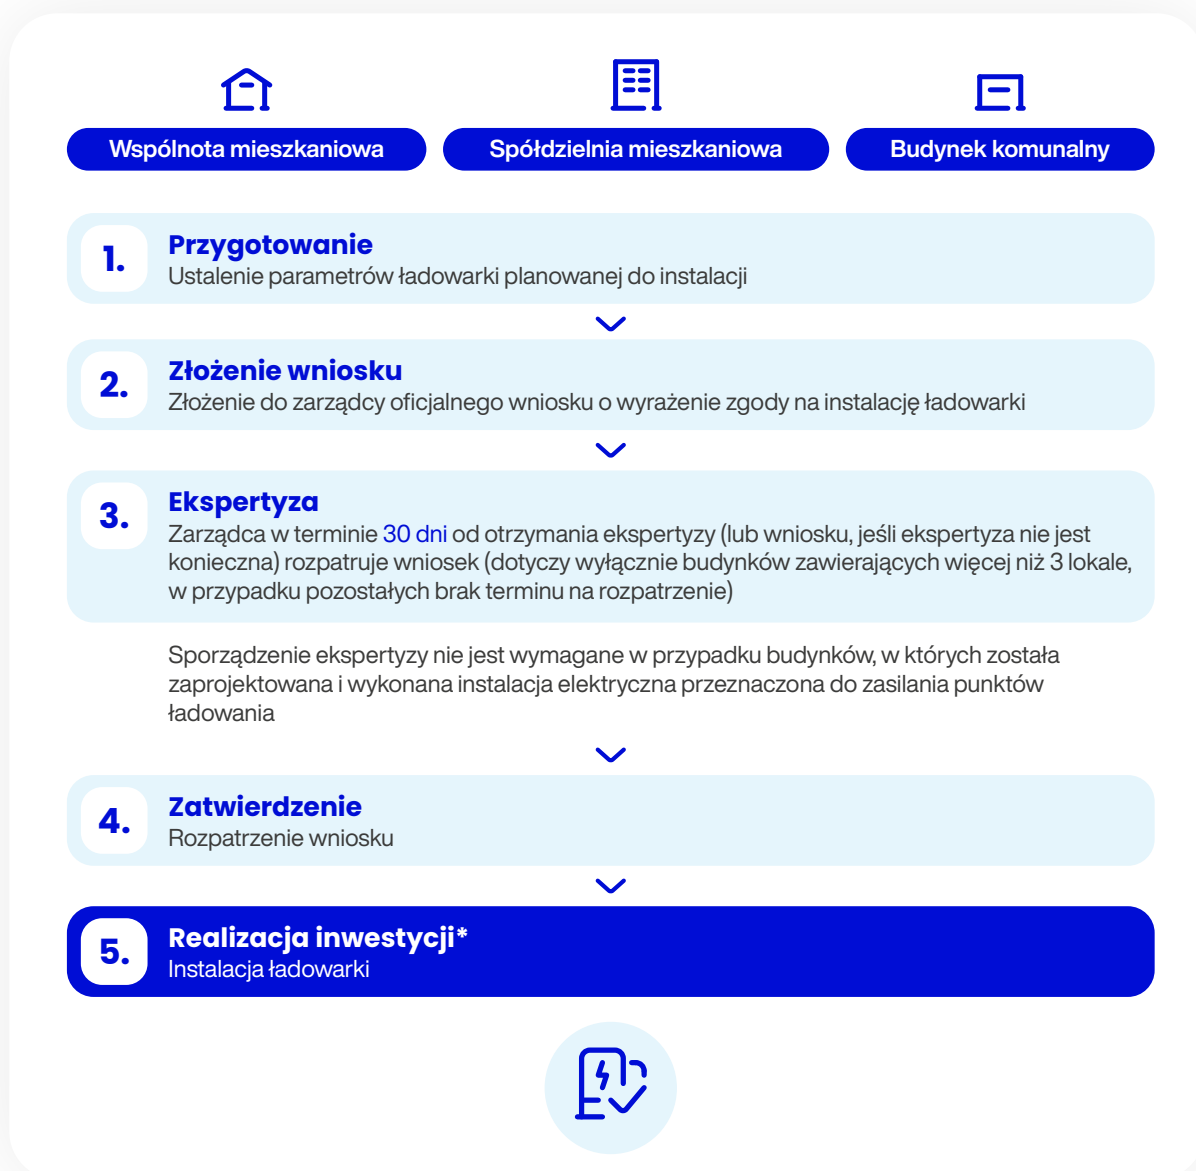 Wspólnota mieszkaniowa
Spółdzielnia mieszkaniowa
Budynek komunalny
1.
Przygotowanie
Ustalenie parametrów ładowarki planowanej do instalacji
2.
Złożenie wniosku
Złożenie do zarządcy oficjalnego wniosku o wyrażenie zgody na instalację ładowarki
3.
Ekspertyza
Zarządca w terminie 30 dni od otrzymania ekspertyzy (lub wniosku, jeśli ekspertyza nie jest
konieczna) rozpatruje wniosek (dotyczy wyłącznie budynków zawierających więcej niż 3 lokale,
w przypadku pozostałych brak terminu na rozpatrzenie)
Sporządzenie ekspertyzy nie jest wymagane w przypadku budynków, w których została
zaprojektowana i wykonana instalacja elektryczna przeznaczona do zasilania punktów
ładowania
4.
Zatwierdzenie
Rozpatrzenie wniosku
5.
Realizacja inwestycji*
Instalacja ładowarki